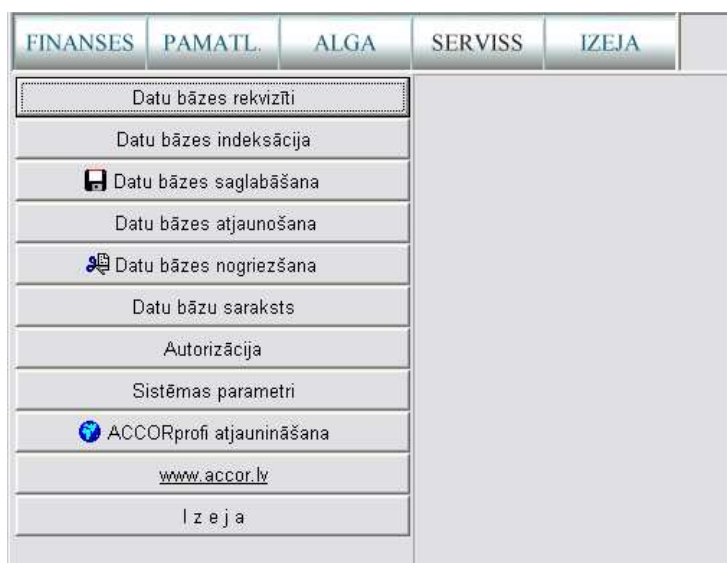 FINANSES PAMATL. ALGA SERVISS IZEJA
Datu bāzes rekvizīti
Datu bāzes indeksācija
Datu bāzes saglabāšana
Datu bāzes atjaunošana
Datu bāzes nogriezšana
Datu bāzu saraksts
Autorizācija
Sistēmas parametri
ACCORprofi atjaunināšana
www.accor.lv
I z e j a